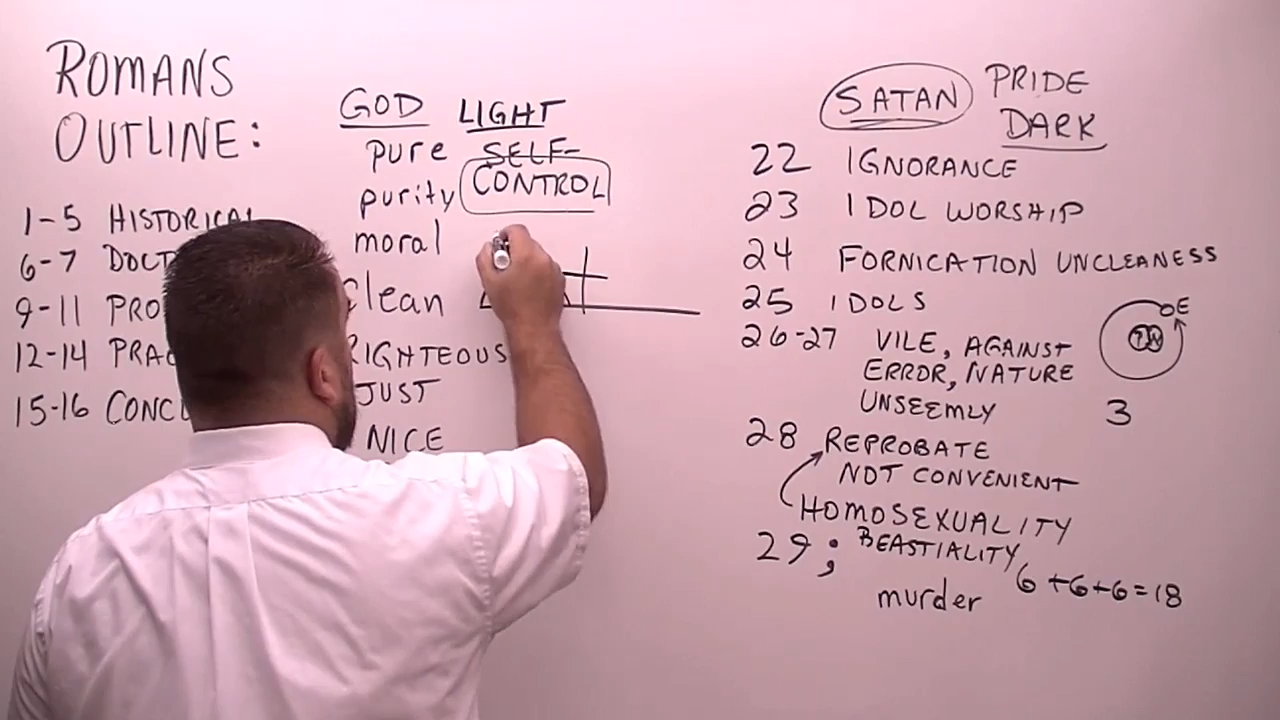 ROMANS
OUTLINE:
1-5 HISTORICAL
6-7 DOCT
9-11 PRO
12-14 PRAC
15-16 CONCL
GOD LIGHT
pure SELF-
purity CONTROL
moral
clean
RIGHTEOUS
JUST
NICE
SATAN PRIDE
DARK
22 IGNORANCE
23 IDOL WORSHIP
24 FORNICATION UNCLEANESS
25 IDOLS
26-27 VILE, AGAINST
ERROR, NATURE
UNSEEMLY
OE
3
28 REPROBATE
NOT CONVENIENT
HOMOSEXUALITY
29; BEASTIALITY
murder
6+6+6=18